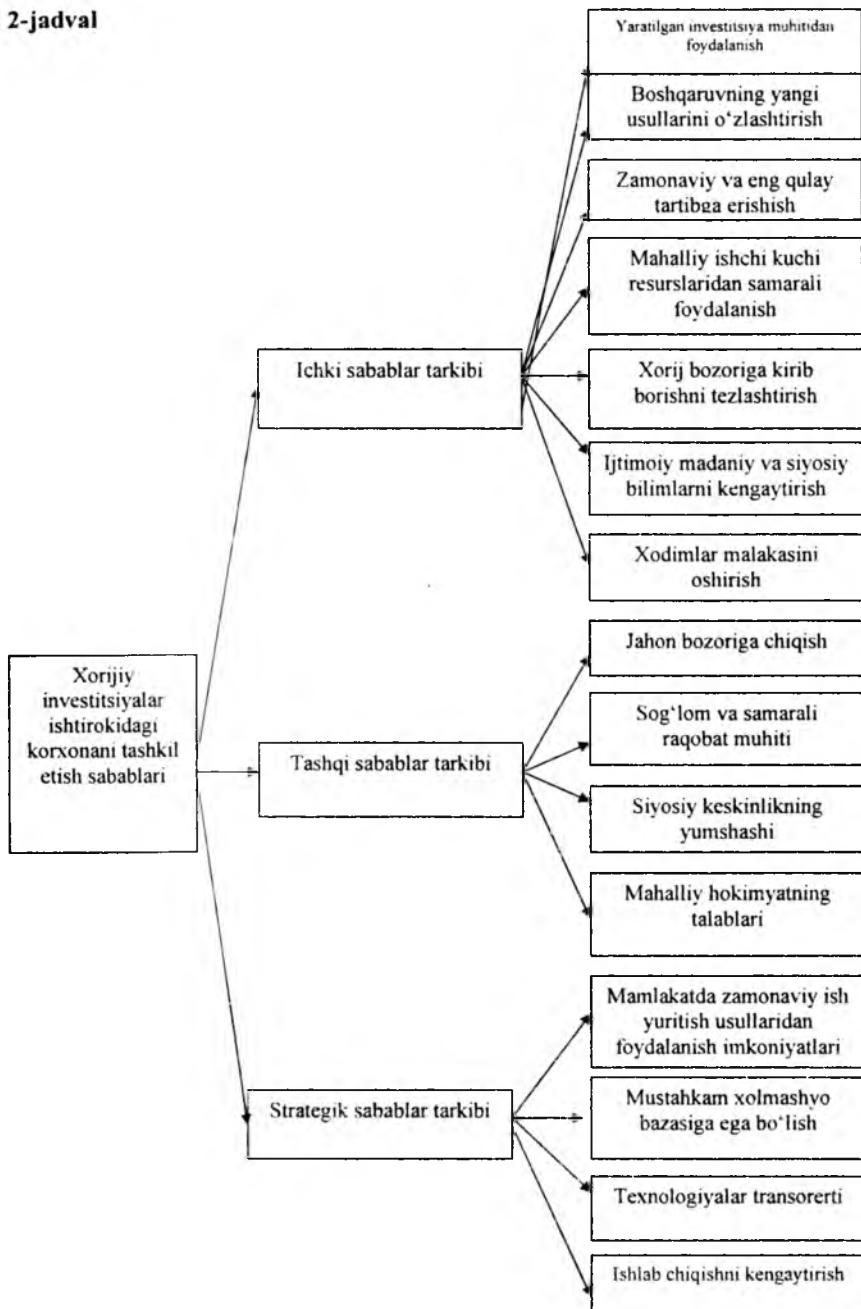 2-jadval
Yaratilgan investitsiya muhitidan
foydalanish
Boshqaruvning yangi
usullarini o‘zlashtirish
Zamonaviy va eng qulay
tartibga erishish
Mahalliy ishchi kuchi
resurslaridan samarali
foydalanish
Ichki sabablar tarkibi
Xorij bozoriga kirib
borishni tezlashtirish
Ijtimoiy madaniy va siyosiy
bilimlarni kengaytirish
Xodimlar malakasini
oshirish
Xorijiy
investitsiyalar
ishtirokidagi
korxonani tashkil
etish sabablari
Jahon bozoriga chiqish
Sog‘lom va samarali
raqobat muhiti
Tashqi sabablar tarkibi
Siyosiy keskinlikning
yumshashi
Mahalliy hokimyatning
talablari
Mamlakatda zamonaviy ish
yuritish usullaridan
foydalanish imkoniyatlari
Strategik sabablar tarkibi
Mustahkam xolmashyo
bazasiga ega bo‘lish
Texnologiyalar transorerti
Ishlab chiqishni kengaytirish